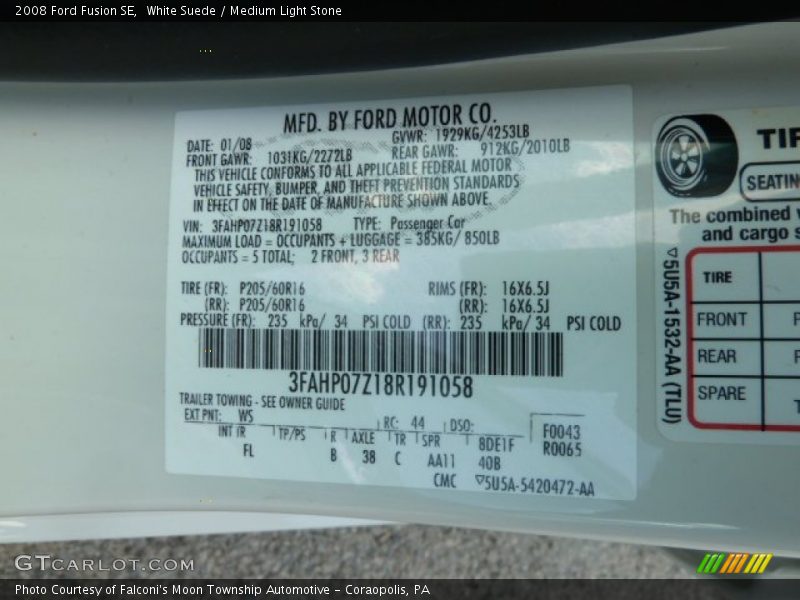 2008 Ford Fusion SE,  White Suede / Medium Light Stone
MFD. BY FORD MOTOR CO.
DATE: 01/08 GVWR: 1929KG/4253LB
FRONT GAWR: 1031KG/2272LB REAR GAWR: 912KG/2010LB
THIS VEHICLE CONFORMS TO ALL APPLICABLE FEDERAL MOTOR
VEHICLE SAFETY, BUMPER, AND THEFT PREVENTION STANDARDS
IN EFFECT ON THE DATE OF MANUFACTURE SHOWN ABOVE.
VIN: 3FAHP07Z18R191058 TYPE: Passenger Car
MAXIMUM LOAD = OCCUPANTS + LUGGAGE = 385KG/ 850LB
OCCUPANTS = 5 TOTAL; 2 FRONT, 3 REAR
TIRE (FR): P205/60R16 RIMS (FR): 16X6.5J
(RR): P205/60R16 (RR): 16X6.5J
PRESSURE (FR): 235 kPa/ 34 PSI COLD (RR): 235 kPa/ 34 PSI COLD
3FAHP07Z18R191058
TRAILER TOWING - SEE OWNER GUIDE
EXT PNT: WS RC: 44 DSO:
INT TR TP/PS R AXLE TR SPR 8DE1F F0043
FL B 38 C AA11 40B R0065
CMC 5U5A-5420472-AA
TIR
SEATIN
The combined
and cargo s
TIRE
FRONT P
REAR P
SPARE T
5U5A-1532-AA (TLU)
GTCARLOT.COM
Photo Courtesy of Falconi's Moon Township Automotive – Coraopolis, PA